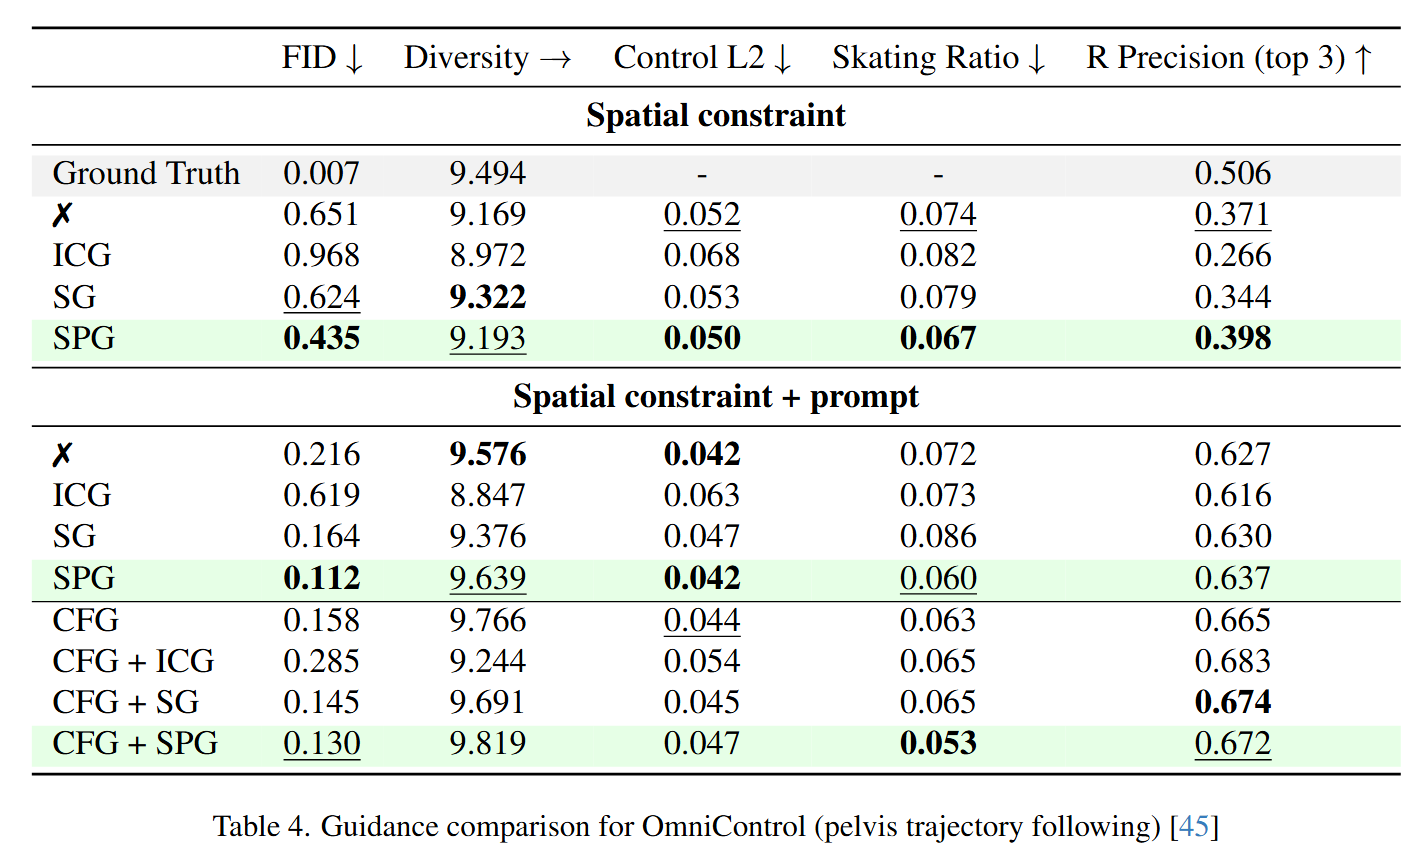 FID ↓ Diversity → Control L2 ↓ Skating Ratio ↓ R Precision (top 3) ↑
Spatial constraint
Ground Truth 0.007 9.494 - - 0.506
✗ 0.651 9.169 0.052 0.074 0.371
ICG 0.968 8.972 0.068 0.082 0.266
SG 0.624 9.322 0.053 0.079 0.344
SPG 0.435 9.193 0.050 0.067 0.398
Spatial constraint + prompt
✗ 0.216 9.576 0.042 0.072 0.627
ICG 0.619 8.847 0.063 0.073 0.616
SG 0.164 9.376 0.047 0.086 0.630
SPG 0.112 9.639 0.042 0.060 0.637
CFG 0.158 9.766 0.044 0.063 0.665
CFG + ICG 0.285 9.244 0.054 0.065 0.683
CFG + SG 0.145 9.691 0.045 0.065 0.674
CFG + SPG 0.130 9.819 0.047 0.053 0.672
Table 4. Guidance comparison for OmniControl (pelvis trajectory following) [45]